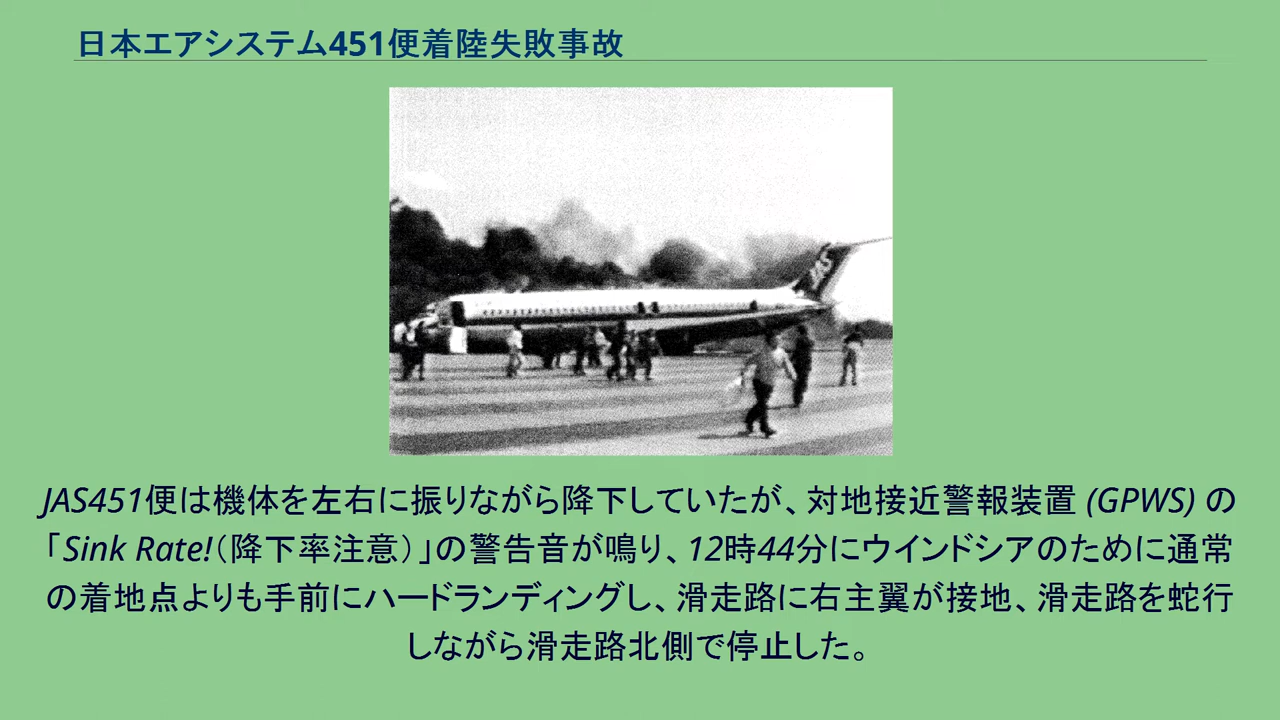 日本エアシステム451便着陸失敗事故
JAS
JAS451便は機体を左右に振りながら降下していたが、対地接近警報装置 (GPWS) の
「Sink Rate!（降下率注意）」の警告音が鳴り、12時44分にウインドシアのために通常
の着地点よりも手前にハードランディングし、滑走路に右主翼が接地、滑走路を蛇行
しながら滑走路北側で停止した。